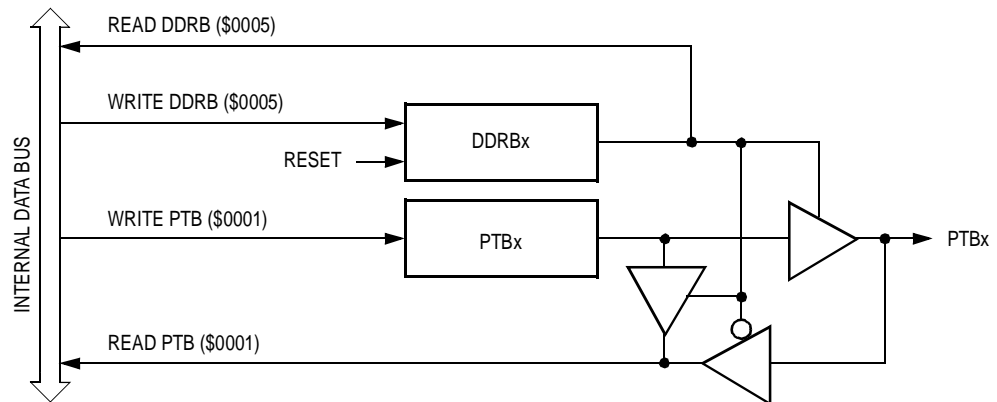 READ DDRB ($0005)
WRITE DDRB ($0005)
DDRBx
RESET
WRITE PTB ($0001)
PTBx
PTBx
READ PTB ($0001)
INTERNAL DATA BUS